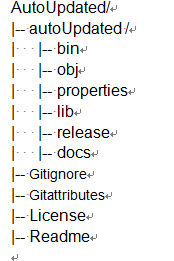 AutoUpdated/
|-- autoUpdated /
|   |-- bin
|   |-- obj
|   |-- properties
|   |-- lib
|   |-- release
|   |-- docs
|-- Gitignore
|-- Gitattributes
|-- License
|-- Readme